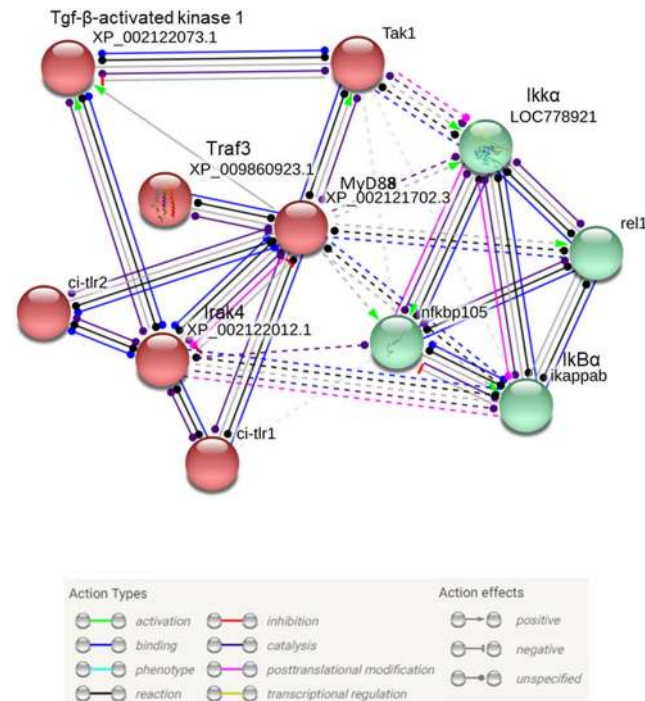 Tgf-β-activated kinase 1
XP_002122073.1
Tak1
Ikkα
LOC778921
Traf3
XP_009860923.1
MyD88
XP_002121702.3
rel1
ci-tlr2
Irak4
XP_002122012.1
nfkbp105
IkBα
ikappab
ci-tlr1
Action Types
Action effects
activation
inhibition
positive
binding
catalysis
negative
phenotype
posttranslational modification
unspecified
reaction
transcriptional regulation